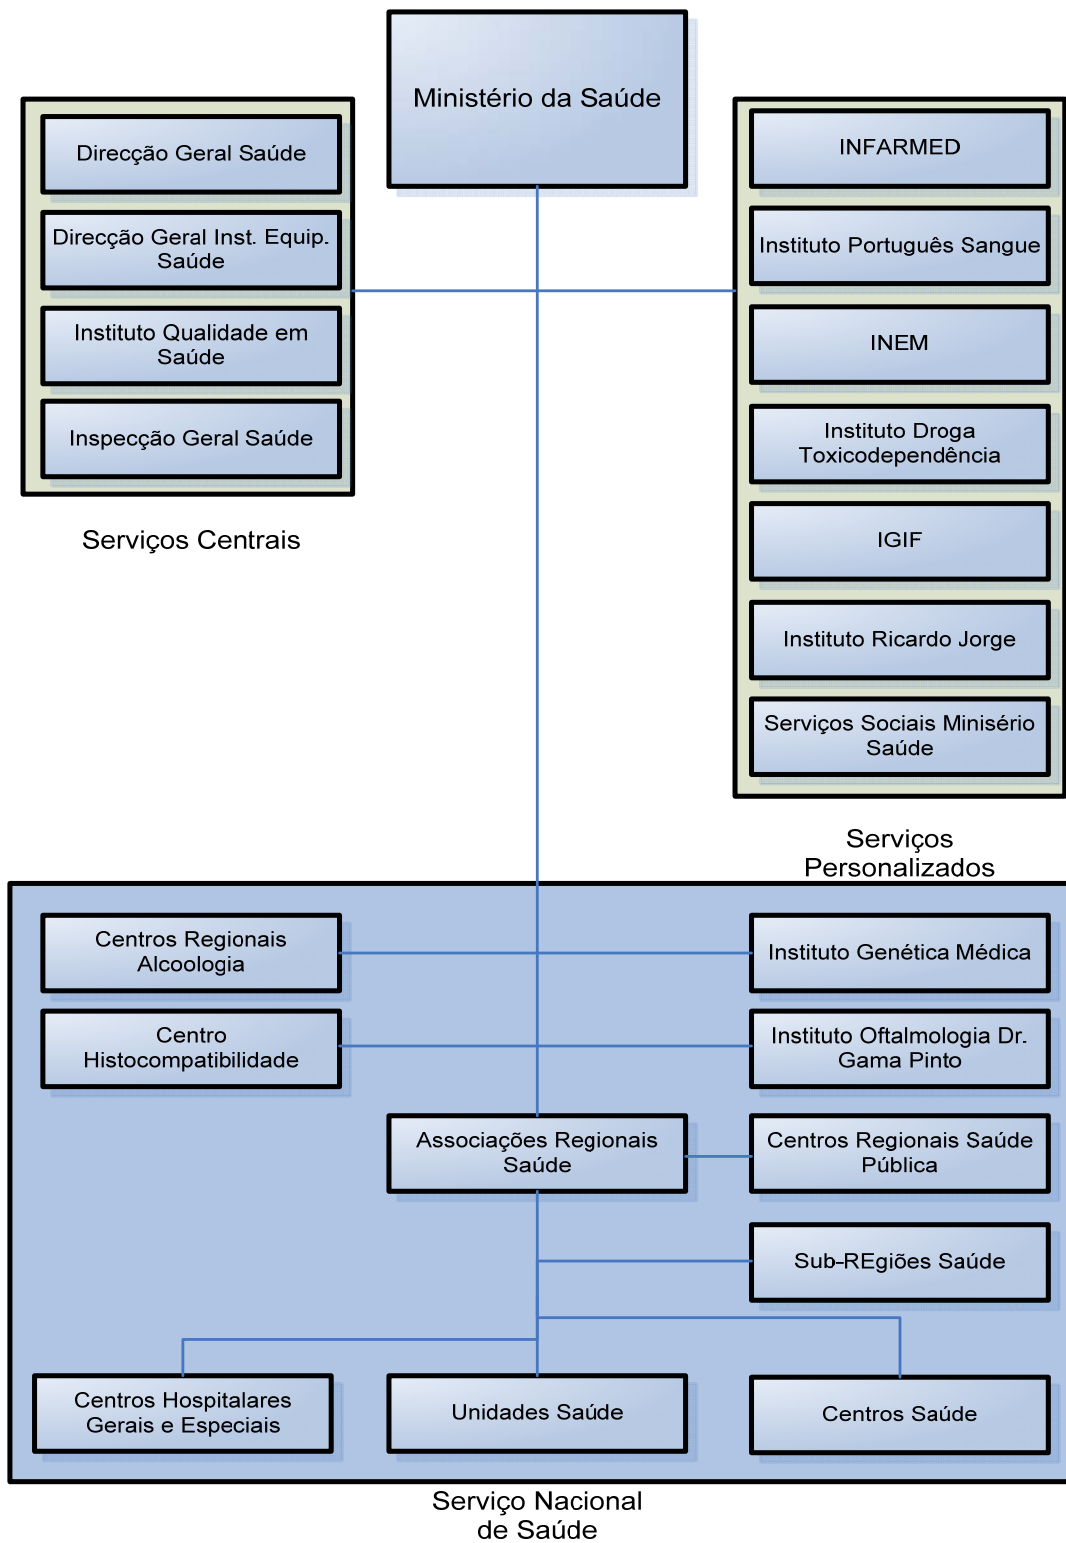 Ministério da Saúde
Direcção Geral Saúde
Direcção Geral Inst. Equip.
Saúde
Instituto Qualidade em
Saúde
Inspecção Geral Saúde
Serviços Centrais
INFARMED
Instituto Português Sangue
INEM
Instituto Droga
Toxicodependência
IGIF
Instituto Ricardo Jorge
Serviços Sociais Minisério
Saúde
Serviços
Personalizados
Centros Regionais
Alcoologia
Instituto Genética Médica
Centro
Histocompatibilidade
Instituto Oftalmologia Dr.
Gama Pinto
Associações Regionais
Saúde
Centros Regionais Saúde
Pública
Sub-REgiões Saúde
Centros Hospitalares
Gerais e Especiais
Unidades Saúde
Centros Saúde
Serviço Nacional
de Saúde